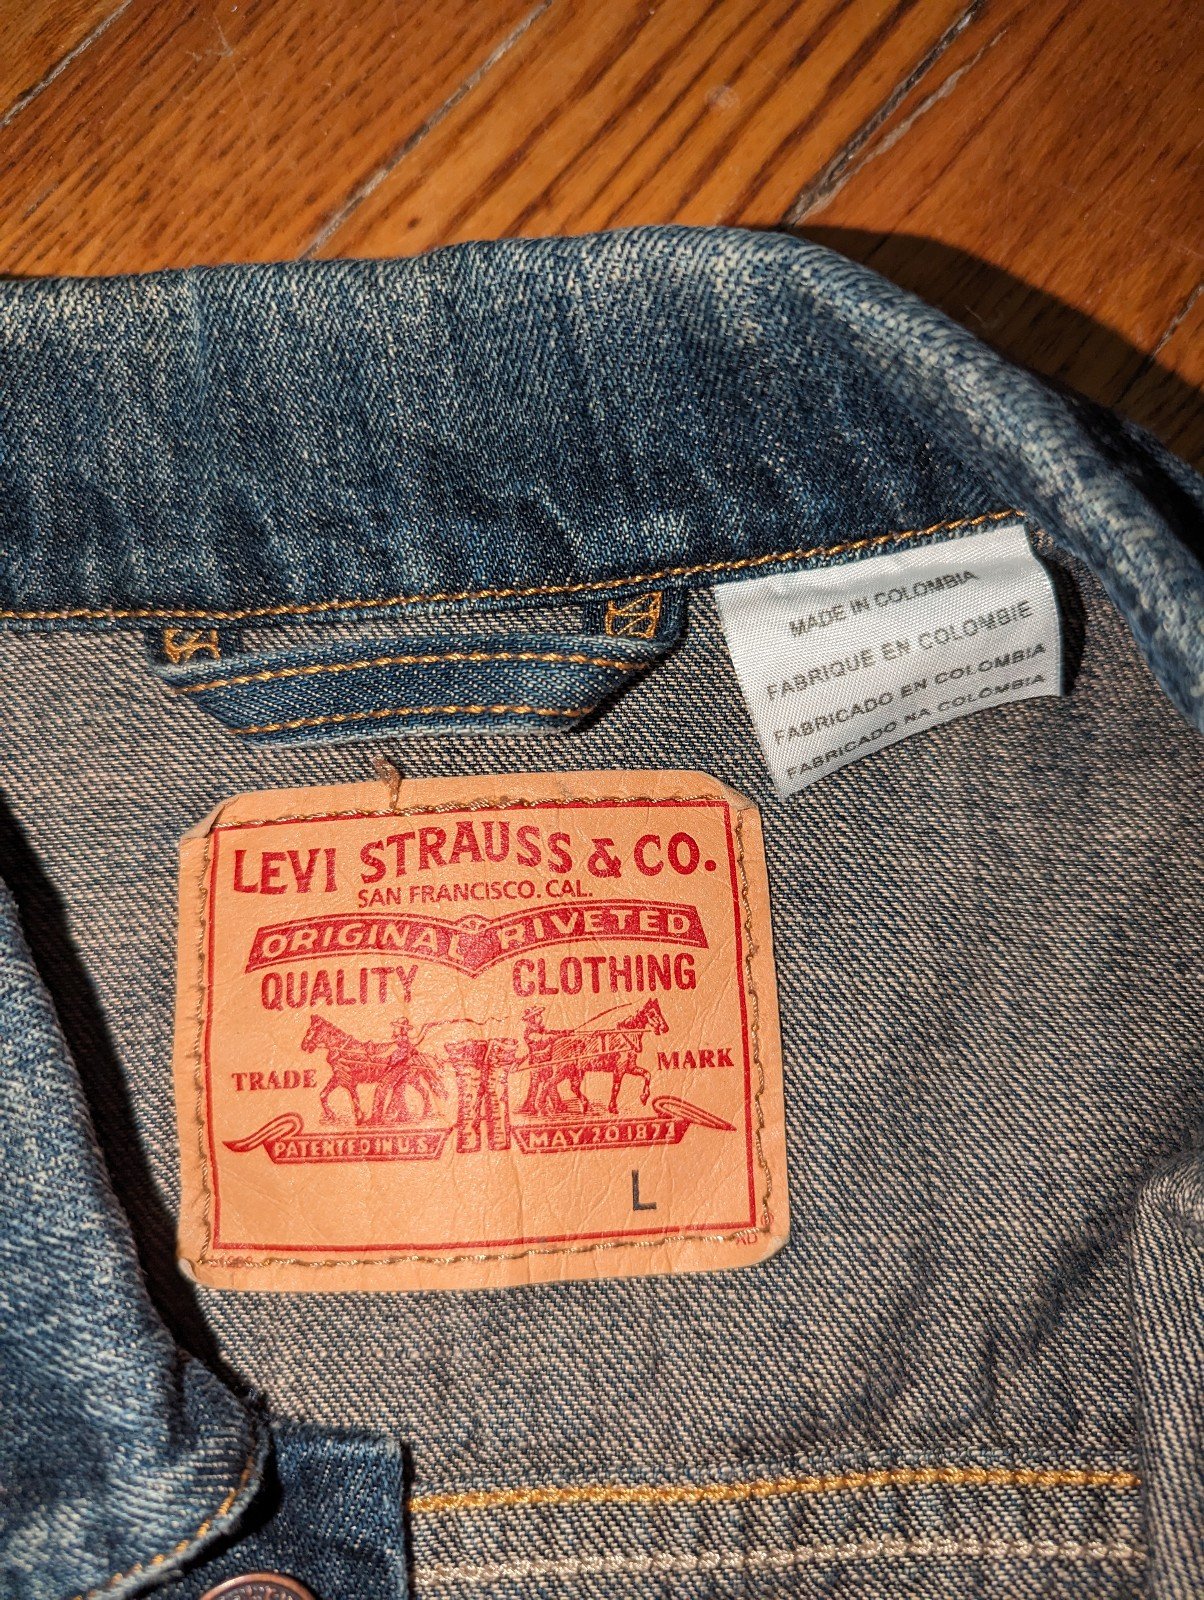 MADE IN COLOMBIA
FABRIQUE EN COLOMBIE
FABRICADO EN COLOMBIA
FABRICADO NA COLOMBIA
LEVI STRAUSS & CO.
SAN FRANCISCO. CAL.
ORIGINAL RIVETED
QUALITY CLOTHING
TRADE MARK
PATENTED IN U.S. MAY 20 1873
L